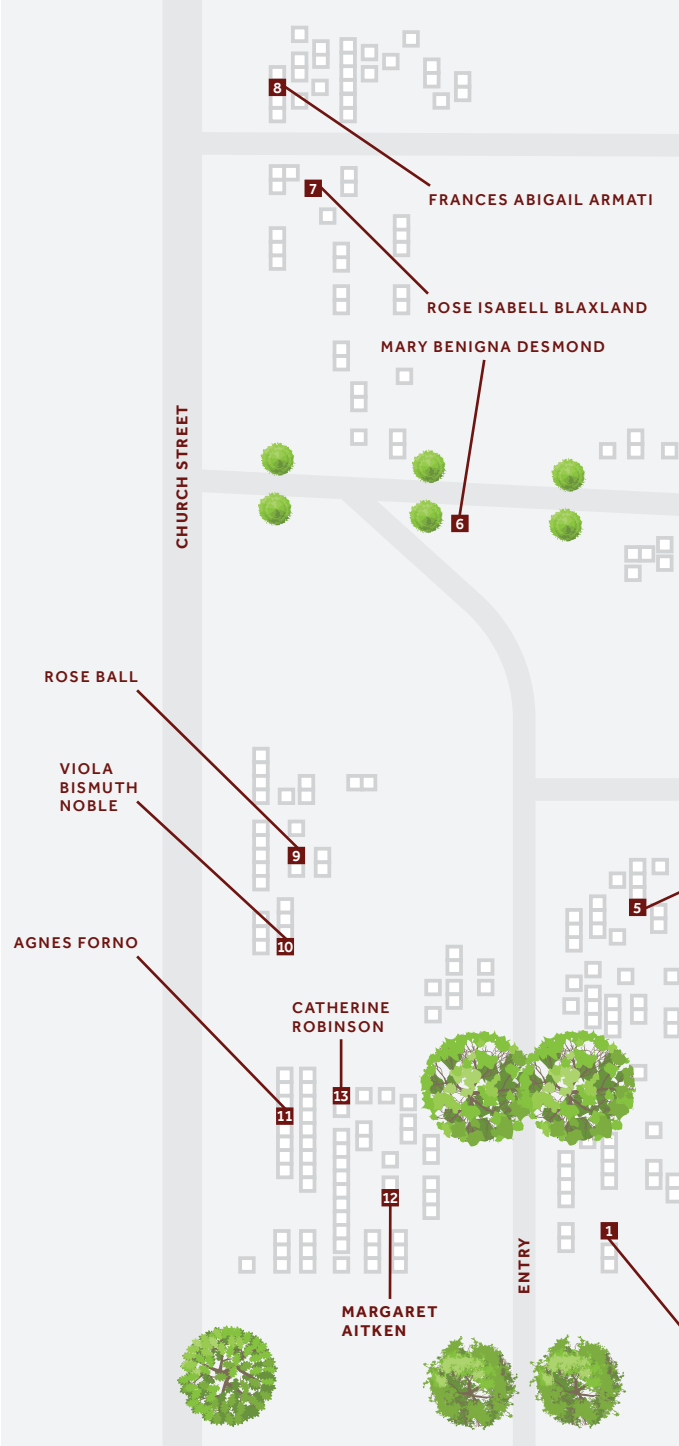 8
FRANCES ABIGAIL ARMATI
7
ROSE ISABELL BLAXLAND
MARY BENIGNA DESMOND
CHURCH STREET
6
ROSE BALL
VIOLA
BISMUTH
NOBLE
9
5
10
AGNES FORNO
CATHERINE
ROBINSON
13
11
12
1
ENTRY
MARGARET
AITKEN